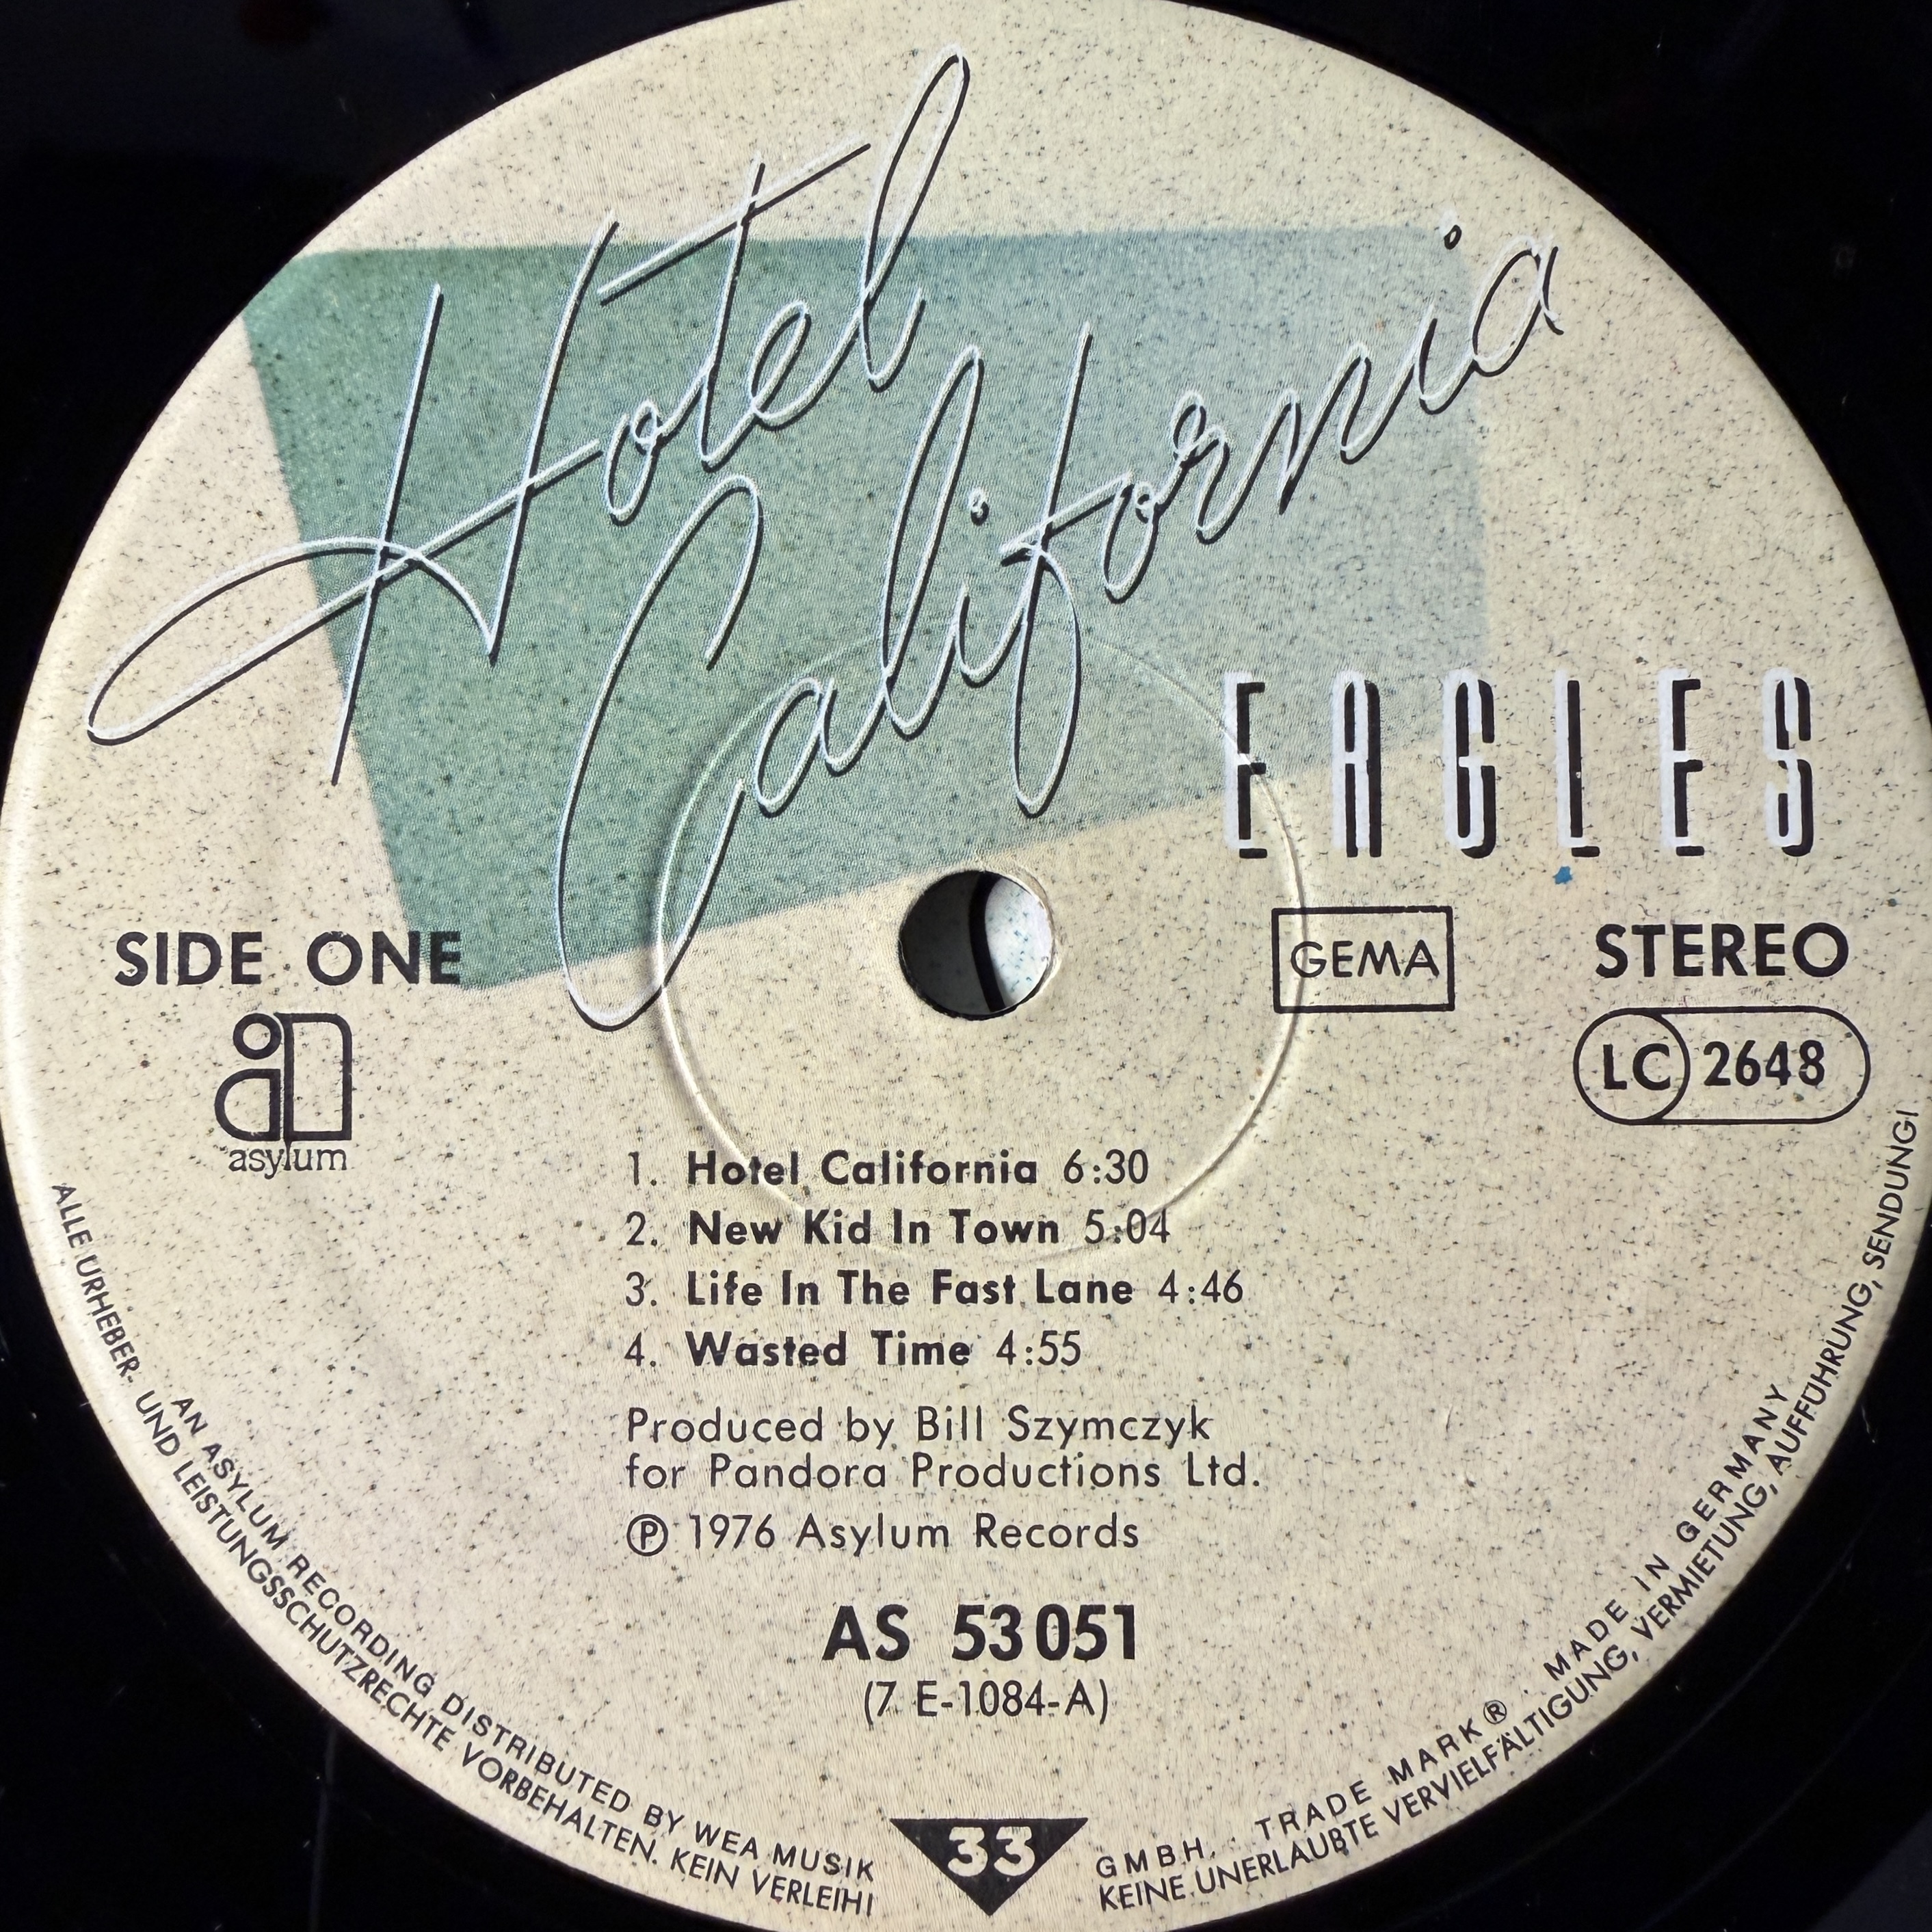 Hotel
California
EAGLES
SIDE ONE
GEMA
STEREO
asylum
LC 2648
1. Hotel California 6:30
2. New Kid In Town 5:04
3. Life In The Fast Lane 4:46
4. Wasted Time 4:55
Produced by Bill Szymczyk
for Pandora Productions Ltd.
℗ 1976 Asylum Records
AS 53 051
(7 E-1084-A)
33
AN ASYLUM RECORDING DISTRIBUTED BY WEA MUSIK GMBH. · TRADE MARK® · MADE IN GERMANY
ALLE URHEBER- UND LEISTUNGSSCHUTZRECHTE VORBEHALTEN. KEIN VERLEIH! KEINE UNERLAUBTE VERVIELFÄLTIGUNG, VERMIETUNG, AUFFÜHRUNG, SENDUNG!